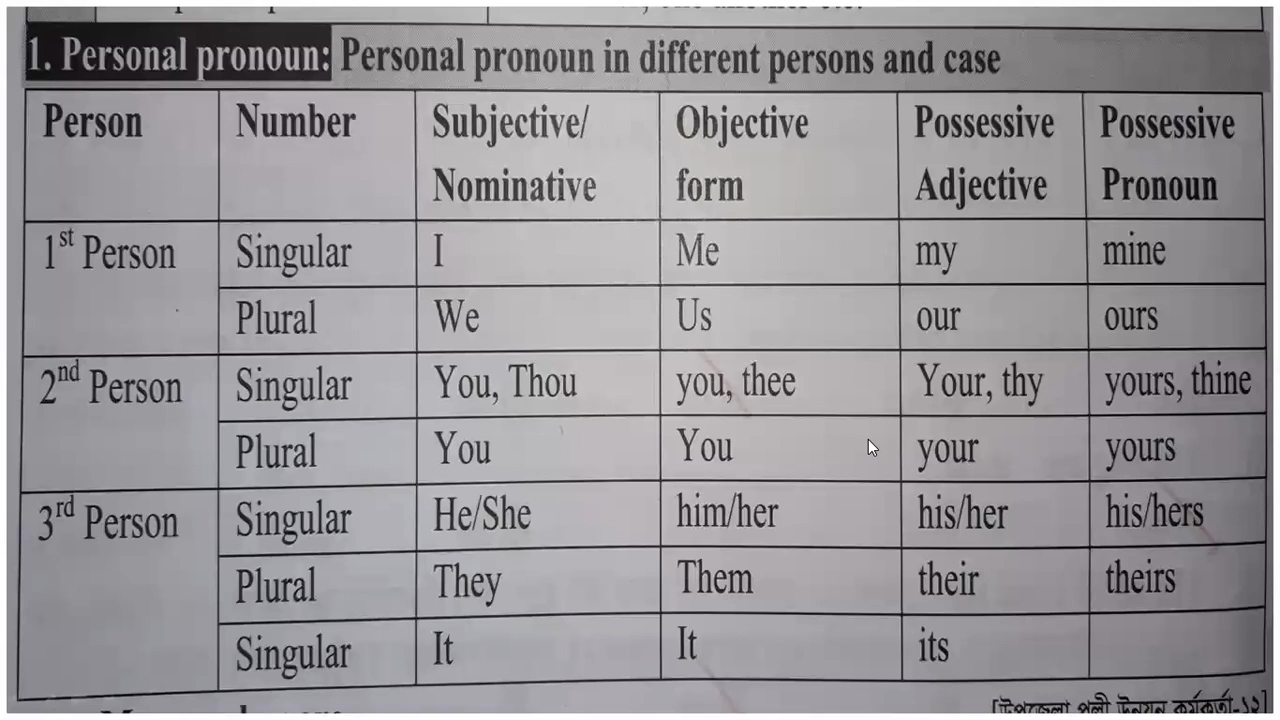 1. Personal pronoun: Personal pronoun in different persons and case
Person Number Subjective/ Nominative Objective form Possessive Adjective Possessive Pronoun
1st Person Singular I Me my mine
Plural We Us our ours
2nd Person Singular You, Thou you, thee Your, thy yours, thine
Plural You You your yours
3rd Person Singular He/She him/her his/her his/hers
Plural They Them their theirs
Singular It It its